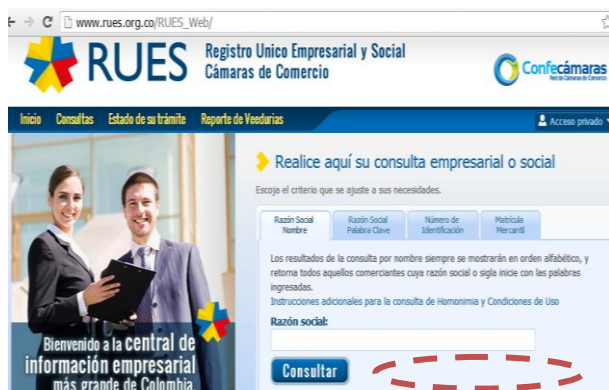 www.rues.org.co/RUES_Web/
RUES
Registro Unico Empresarial y Social
Cámaras de Comercio
Confecámaras
Red de Cámaras de Comercio
Inicio Consultas Estado de su trámite Reporte de Veedurias
Acceso privado
Realice aquí su consulta empresarial o social
Escoja el criterio que se ajuste a sus necesidades.
Razón Social Nombre
Razón Social Palabra Clave
Número de Identificación
Matrícula Mercantil
Los resultados de la consulta por nombre siempre se mostrarán en orden alfabético, y
retorna todos aquellos comerciantes cuya razón social o sigla inicie con las palabras
ingresadas.
Instrucciones adicionales para la consulta de Homonimia y Condiciones de Uso
Razón social:
Consultar
Bienvenido a la central de
información empresarial
más grande de Colombia